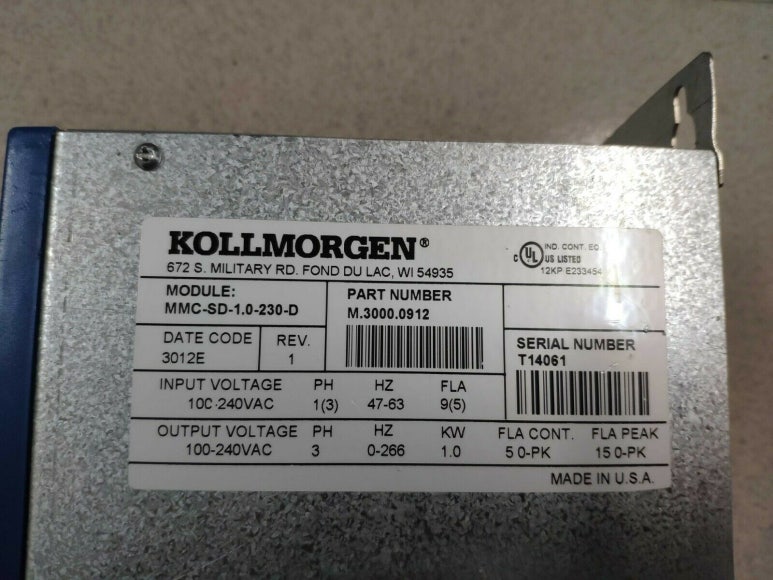 KOLLMORGEN®
672 S. MILITARY RD. FOND DU LAC, WI 54935
c UL US LISTED
IND. CONT. EQ.
12KP E233454
MODULE:
MMC-SD-1.0-230-D
PART NUMBER
M.3000.0912
DATE CODE
3012E
REV.
1
SERIAL NUMBER
T14061
INPUT VOLTAGE PH HZ FLA
100-240VAC 1(3) 47-63 9(5)
OUTPUT VOLTAGE PH HZ KW FLA CONT. FLA PEAK
100-240VAC 3 0-266 1.0 5 0-PK 15 0-PK
MADE IN U.S.A.